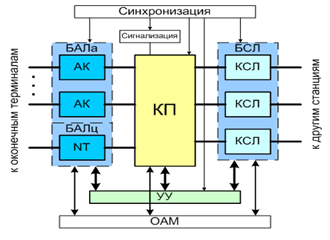 Синхронизация
Сигнализация
БАЛа
БСЛ
АК
КП
КСЛ
АК
КСЛ
БАЛц
NT
КСЛ
УУ
ОАМ
к оконечным терминалам
к другим станциям